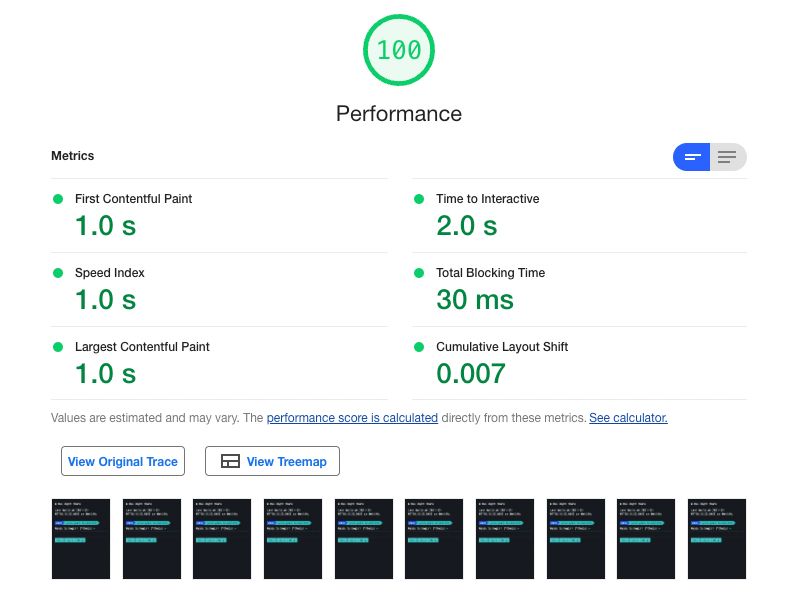 100
Performance
Metrics
First Contentful Paint
1.0 s
Time to Interactive
2.0 s
Speed Index
1.0 s
Total Blocking Time
30 ms
Largest Contentful Paint
1.0 s
Cumulative Layout Shift
0.007
Values are estimated and may vary. The performance score is calculated directly from these metrics. See calculator.
View Original Trace
View Treemap